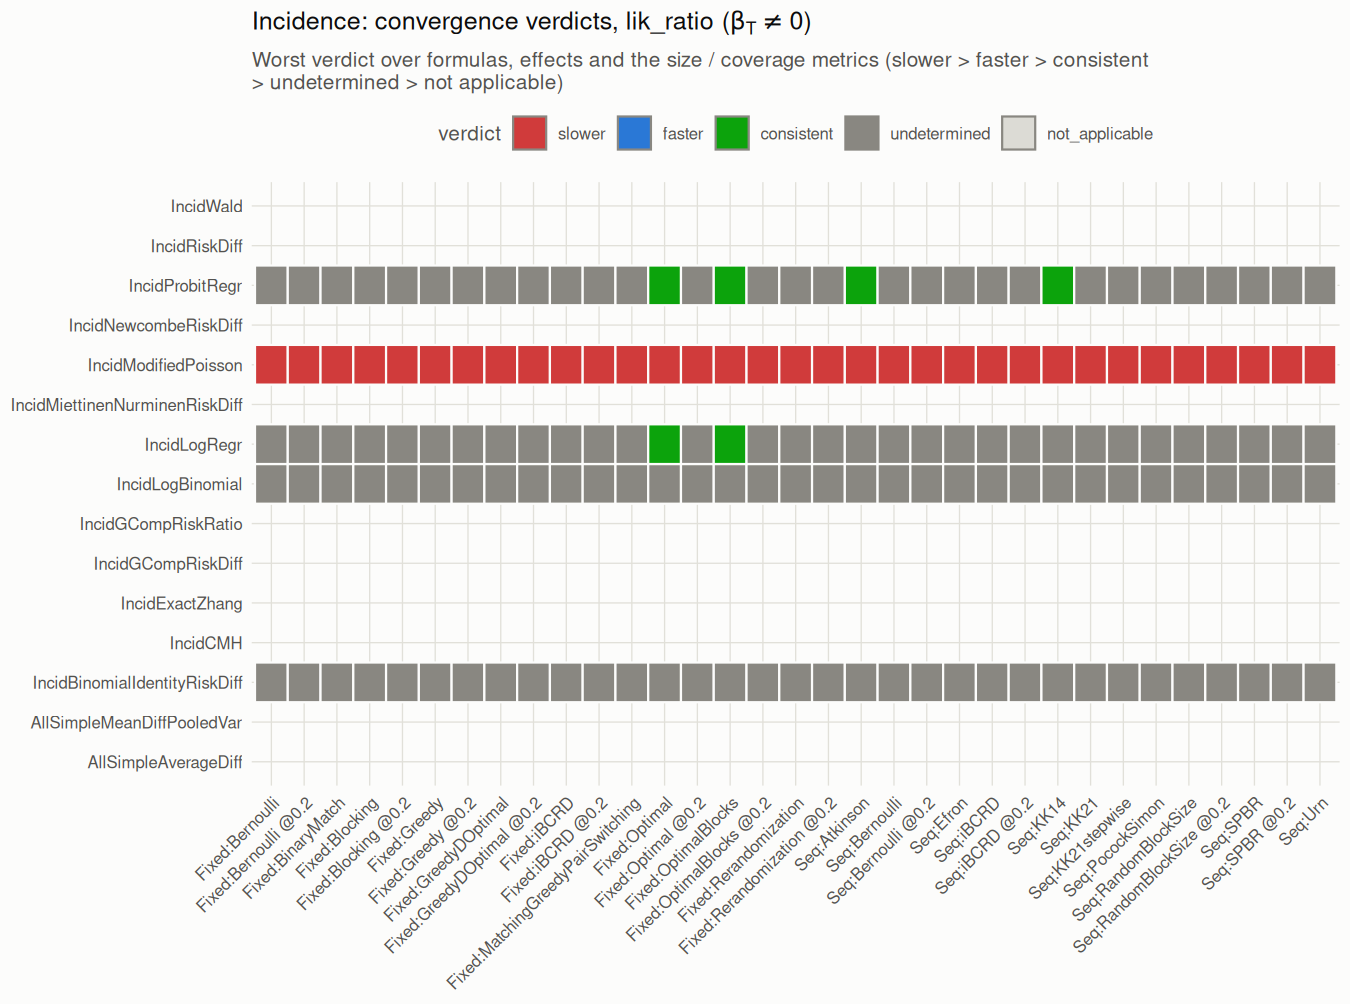 Incidence: convergence verdicts, lik_ratio (βT ≠ 0)
Worst verdict over formulas, effects and the size / coverage metrics (slower > faster > consistent
> undetermined > not applicable)
verdict slower faster consistent undetermined not_applicable
IncidWald
IncidRiskDiff
IncidProbitRegr
IncidNewcombeRiskDiff
IncidModifiedPoisson
IncidMiettinenNurminenRiskDiff
IncidLogRegr
IncidLogBinomial
IncidGCompRiskRatio
IncidGCompRiskDiff
IncidExactZhang
IncidCMH
IncidBinomialIdentityRiskDiff
AllSimpleMeanDiffPooledVar
AllSimpleAverageDiff
Fixed:Bernoulli
Fixed:Bernoulli @0.2
Fixed:BinaryMatch
Fixed:Blocking
Fixed:Blocking @0.2
Fixed:Greedy
Fixed:Greedy @0.2
Fixed:GreedyDOptimal
Fixed:GreedyDOptimal @0.2
Fixed:iBCRD
Fixed:iBCRD @0.2
Fixed:MatchingGreedyPairSwitching
Fixed:Optimal
Fixed:Optimal @0.2
Fixed:OptimalBlocks
Fixed:OptimalBlocks @0.2
Fixed:Rerandomization
Fixed:Rerandomization @0.2
Seq:Atkinson
Seq:Bernoulli
Seq:Bernoulli @0.2
Seq:Efron
Seq:iBCRD
Seq:iBCRD @0.2
Seq:KK14
Seq:KK21
Seq:KK21stepwise
Seq:PocockSimon
Seq:RandomBlockSize
Seq:RandomBlockSize @0.2
Seq:SPBR
Seq:SPBR @0.2
Seq:Urn